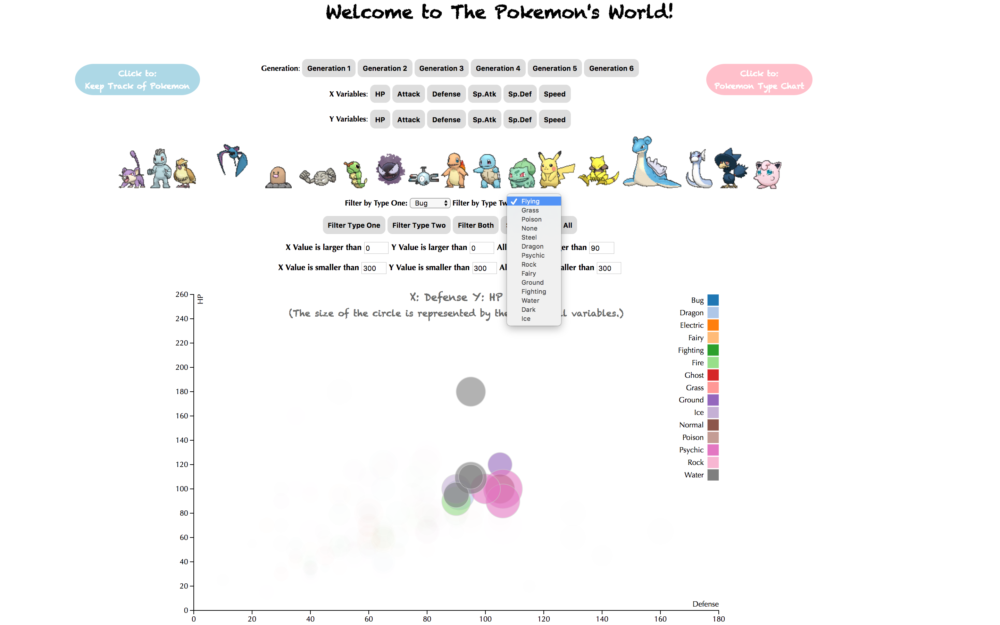 Welcome to The Pokemon's World!
Click to:
Keep Track of Pokemon
Generation: Generation 1 Generation 2 Generation 3 Generation 4 Generation 5 Generation 6
Click to:
Pokemon Type Chart
X Variables: HP Attack Defense Sp.Atk Sp.Def Speed
Y Variables: HP Attack Defense Sp.Atk Sp.Def Speed
Filter by Type One: Bug Filter by Type Tw
Flying
Grass
Poison
None
Steel
Dragon
Psychic
Rock
Fairy
Ground
Fighting
Water
Dark
Ice
Filter Type One Filter Type Two Filter Both All
X Value is larger than 0 Y Value is larger than 0 All er than 90
X Value is smaller than 300 Y Value is smaller than 300 Al aller than 300
X: Defense Y: HP
(The size of the circle is represented by the ll variables.)
HP
260
240
220
200
180
160
140
120
100
80
60
40
20
0
Bug
Dragon
Electric
Fairy
Fighting
Fire
Ghost
Grass
Ground
Ice
Normal
Poison
Psychic
Rock
Water
Defense
0 20 40 60 80 100 120 140 160 180